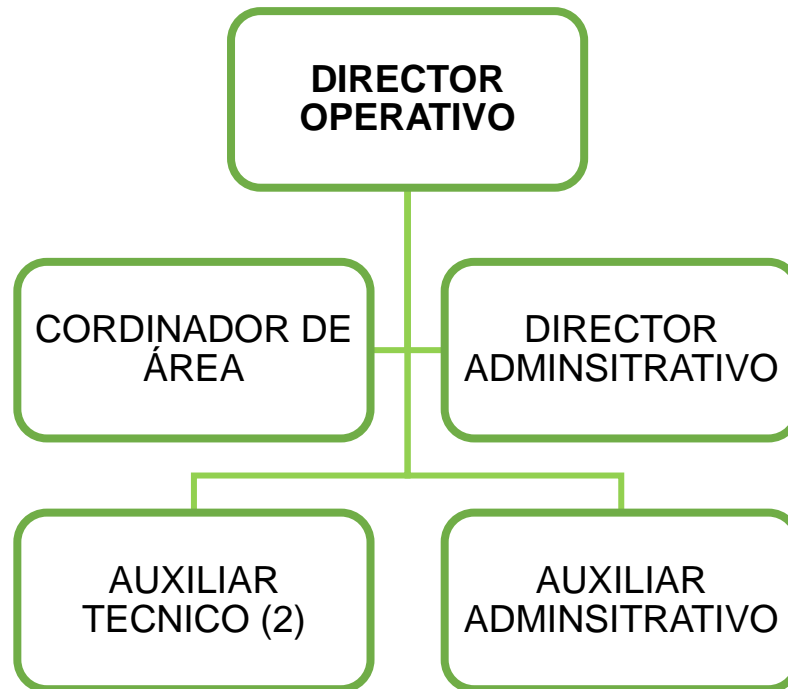 DIRECTOR
OPERATIVO
CORDINADOR DE
ÁREA
DIRECTOR
ADMINSITRATIVO
AUXILIAR
TECNICO (2)
AUXILIAR
ADMINSITRATIVO